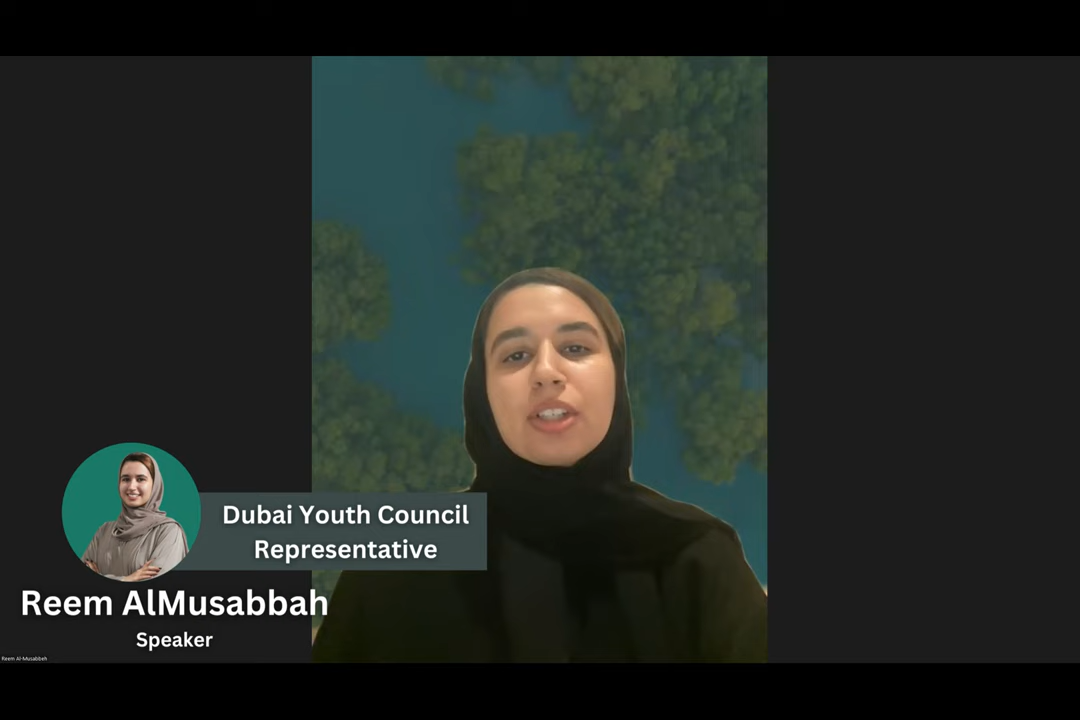 Dubai Youth Council
Representative
Reem AlMusabbah
Speaker
Reem Al-Musabbeh